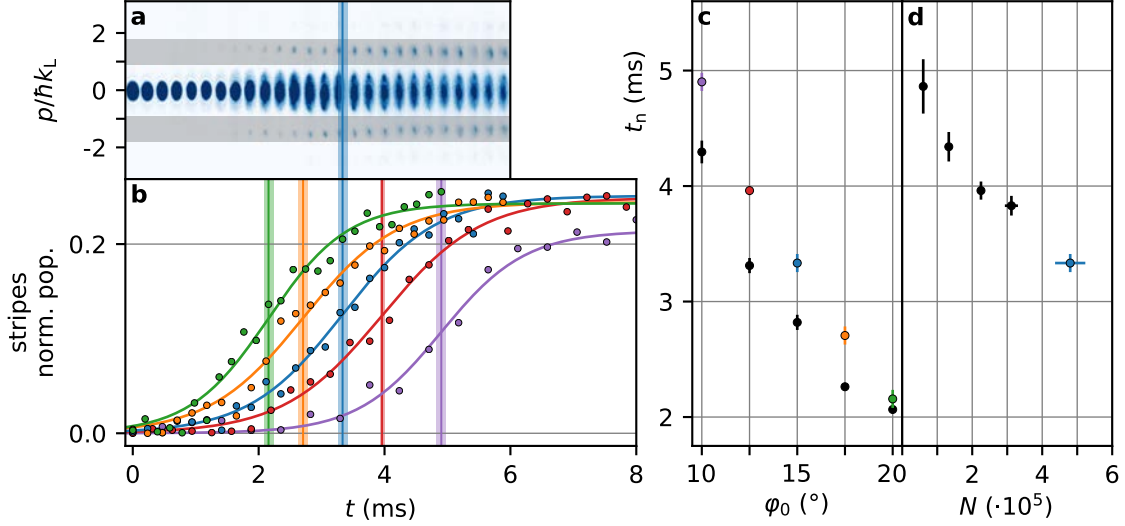 a
2
0
-2
p/ħk_L
b
0.2
0.0
stripes
norm. pop.
0
2
4
6
8
t (ms)
c
d
5
4
3
2
t_n (ms)
10
15
20
φ_0 (°)
2
4
6
N (·10^5)